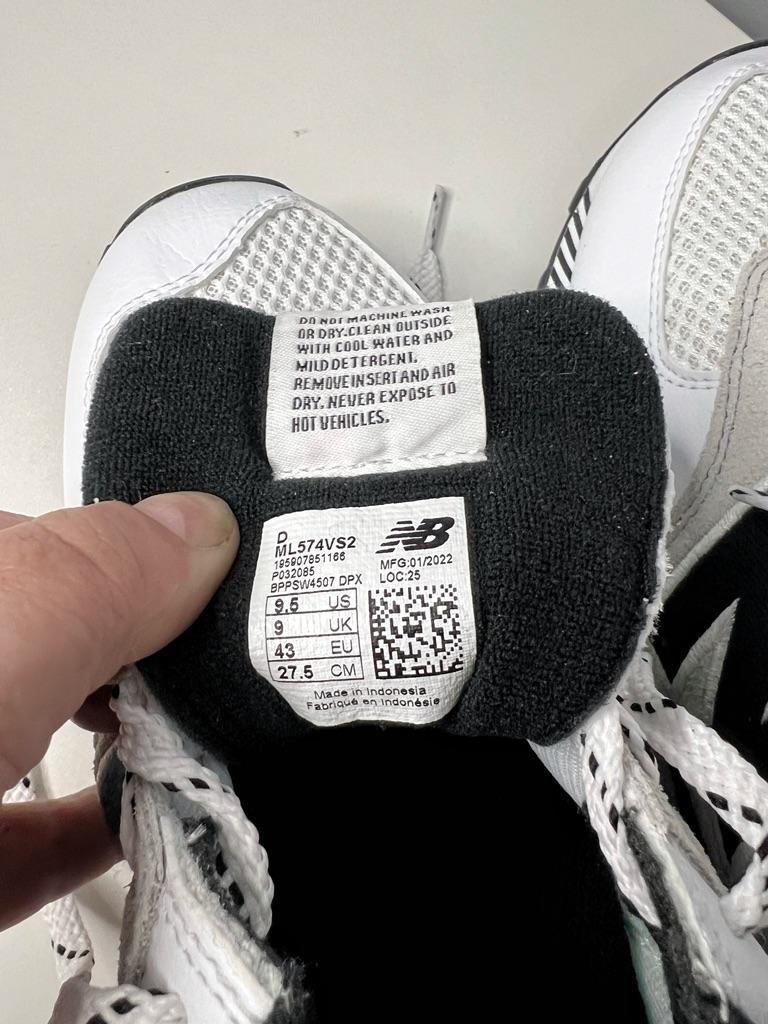 DO NOT MACHINE WASH
OR DRY.CLEAN OUTSIDE
WITH COOL WATER AND
MILD DETERGENT.
REMOVE INSERT AND AIR
DRY. NEVER EXPOSE TO
HOT VEHICLES.
D
ML574VS2
195907851166
P032085
BPPSW4507 DPX
NB
MFG:01/2022
LOC:25
9.5 US
9 UK
43 EU
27.5 CM
Made in Indonesia
Fabriqué en Indonésie